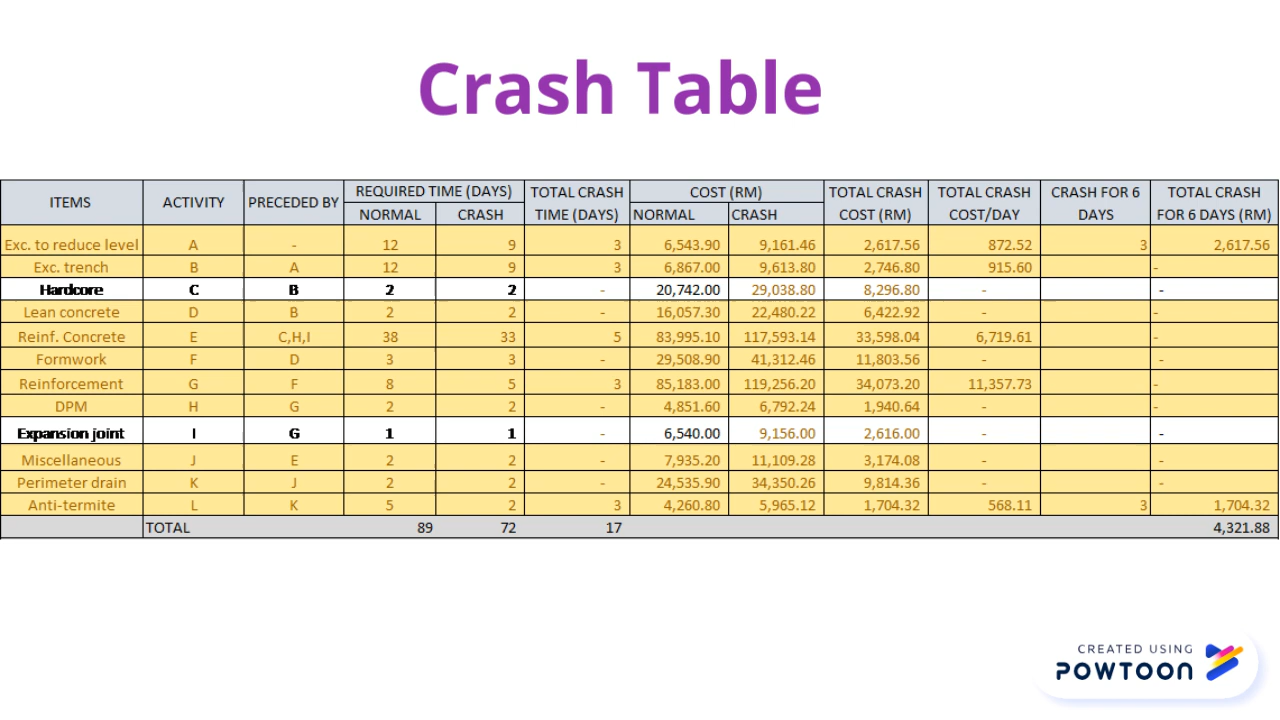 Crash Table
ITEMS ACTIVITY PRECEDED BY REQUIRED TIME (DAYS) TOTAL CRASH TIME (DAYS) COST (RM) TOTAL CRASH COST (RM) TOTAL CRASH COST/DAY CRASH FOR 6 DAYS TOTAL CRASH FOR 6 DAYS (RM)
NORMAL CRASH NORMAL CRASH
Exc. to reduce level A - 12 9 3 6,543.90 9,161.46 2,617.56 872.52 3 2,617.56
Exc. trench B A 12 9 3 6,867.00 9,613.80 2,746.80 915.60 -
Hardcore C B 2 2 - 20,742.00 29,038.80 8,296.80 - -
Lean concrete D B 2 2 - 16,057.30 22,480.22 6,422.92 - -
Reinf. Concrete E C,H,I 38 33 5 83,995.10 117,593.14 33,598.04 6,719.61 -
Formwork F D 3 3 - 29,508.90 41,312.46 11,803.56 - -
Reinforcement G F 8 5 3 85,183.00 119,256.20 34,073.20 11,357.73 -
DPM H G 2 2 - 4,851.60 6,792.24 1,940.64 - -
Expansion joint I G 1 1 - 6,540.00 9,156.00 2,616.00 - -
Miscellaneous J E 2 2 - 7,935.20 11,109.28 3,174.08 - -
Perimeter drain K J 2 2 - 24,535.90 34,350.26 9,814.36 - -
Anti-termite L K 5 2 3 4,260.80 5,965.12 1,704.32 568.11 3 1,704.32
TOTAL 89 72 17 4,321.88
CREATED USING
POWTOON